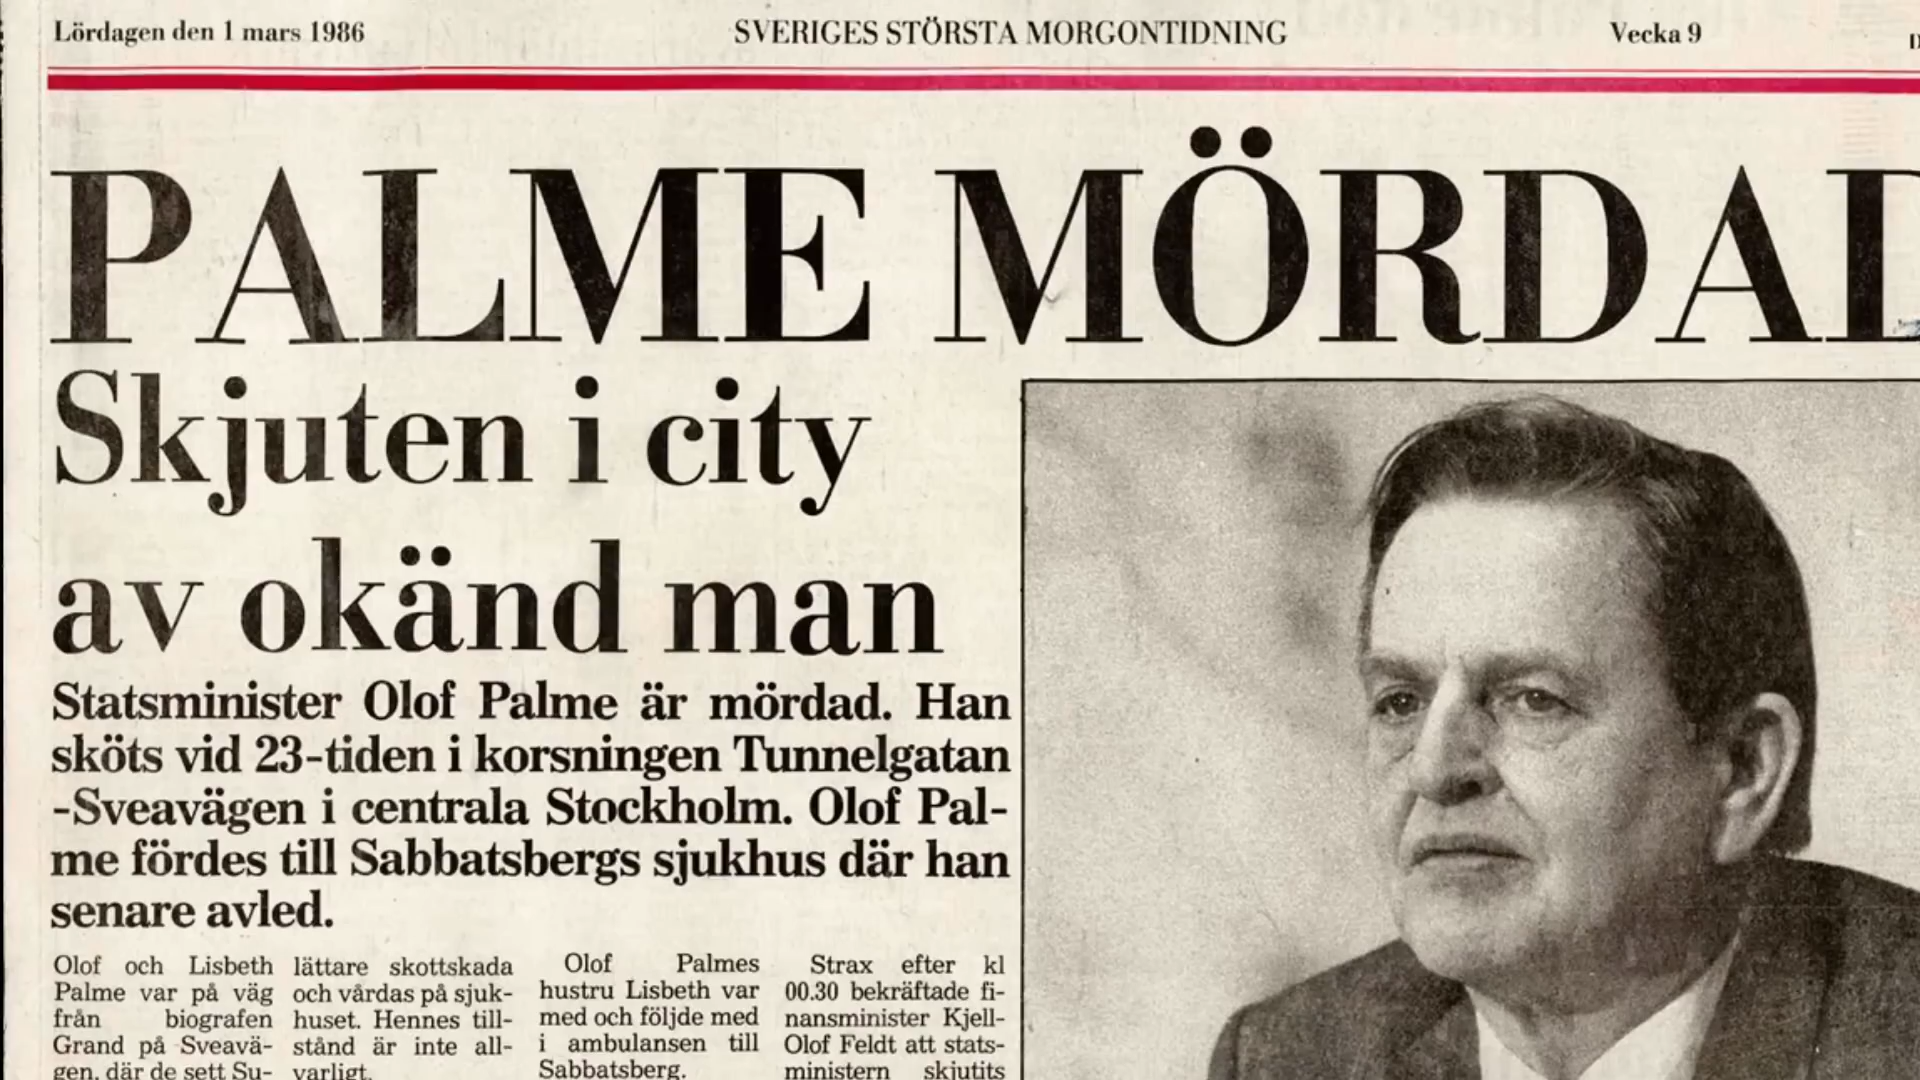 Lördagen den 1 mars 1986
SVERIGES STÖRSTA MORGONTIDNING
Vecka 9
PALME MÖRDAD
Skjuten i city
av okänd man
Statsminister Olof Palme är mördad. Han
sköts vid 23-tiden i korsningen Tunnelgatan
-Sveavägen i centrala Stockholm. Olof Pal-
me fördes till Sabbatsbergs sjukhus där han
senare avled.
Olof och Lisbeth
Palme var på väg
från biografen
Grand på Sveavä-
gen, där de sett Su-
lättare skottskada
och vårdas på sjuk-
huset. Hennes till-
stånd är inte all-
varligt.
Olof Palmes
hustru Lisbeth var
med och följde med
i ambulansen till
Sabbatsberg.
Strax efter kl
00.30 bekräftade fi-
nansminister Kjell-
Olof Feldt att stats-
ministern skjutits